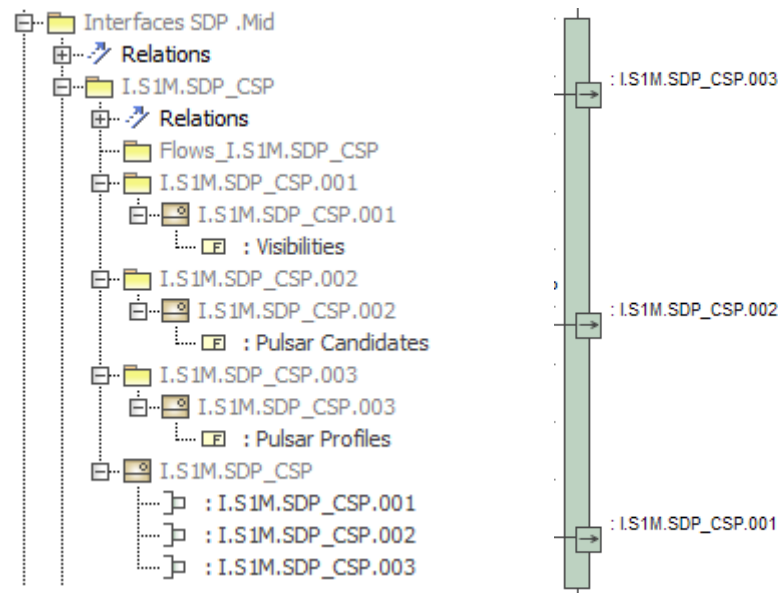 Interfaces SDP .Mid
Relations
I.S1M.SDP_CSP
Relations
Flows_I.S1M.SDP_CSP
I.S1M.SDP_CSP.001
I.S1M.SDP_CSP.001
F : Visibilities
I.S1M.SDP_CSP.002
I.S1M.SDP_CSP.002
F : Pulsar Candidates
I.S1M.SDP_CSP.003
I.S1M.SDP_CSP.003
F : Pulsar Profiles
I.S1M.SDP_CSP
: I.S1M.SDP_CSP.001
: I.S1M.SDP_CSP.002
: I.S1M.SDP_CSP.003
: I.S1M.SDP_CSP.003
: I.S1M.SDP_CSP.002
: I.S1M.SDP_CSP.001